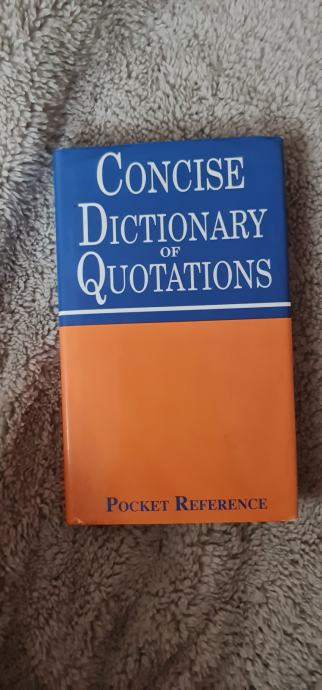 CONCISE
DICTIONARY
OF
QUOTATIONS
POCKET REFERENCE